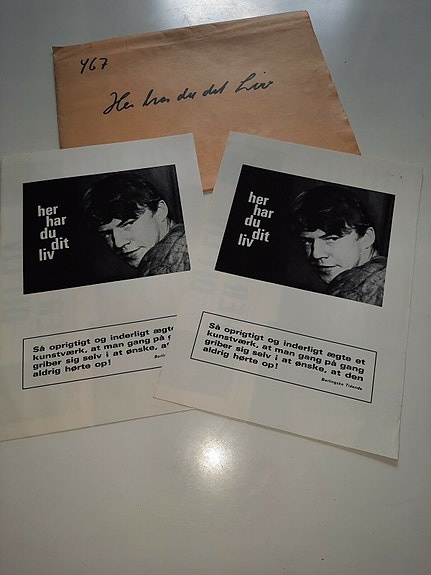 467
Her har du det Liv
her
har
du
dit
liv
Så oprigtigt og inderligt ægte
kunstværk, at man gang på g
griber sig selv i at ønske, at
aldrig hørte op!
Berling
her
har
du
dit
liv
Så oprigtigt og inderligt ægte et
kunstværk, at man gang på gang
griber sig selv i at ønske, at den
aldrig hørte op!
Berlingske Tidende